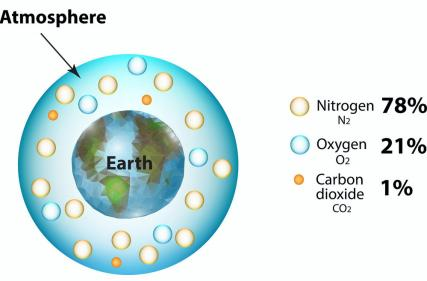 Atmosphere
Earth
Nitrogen 78%
N₂
Oxygen 21%
O₂
Carbon
dioxide 1%
CO₂